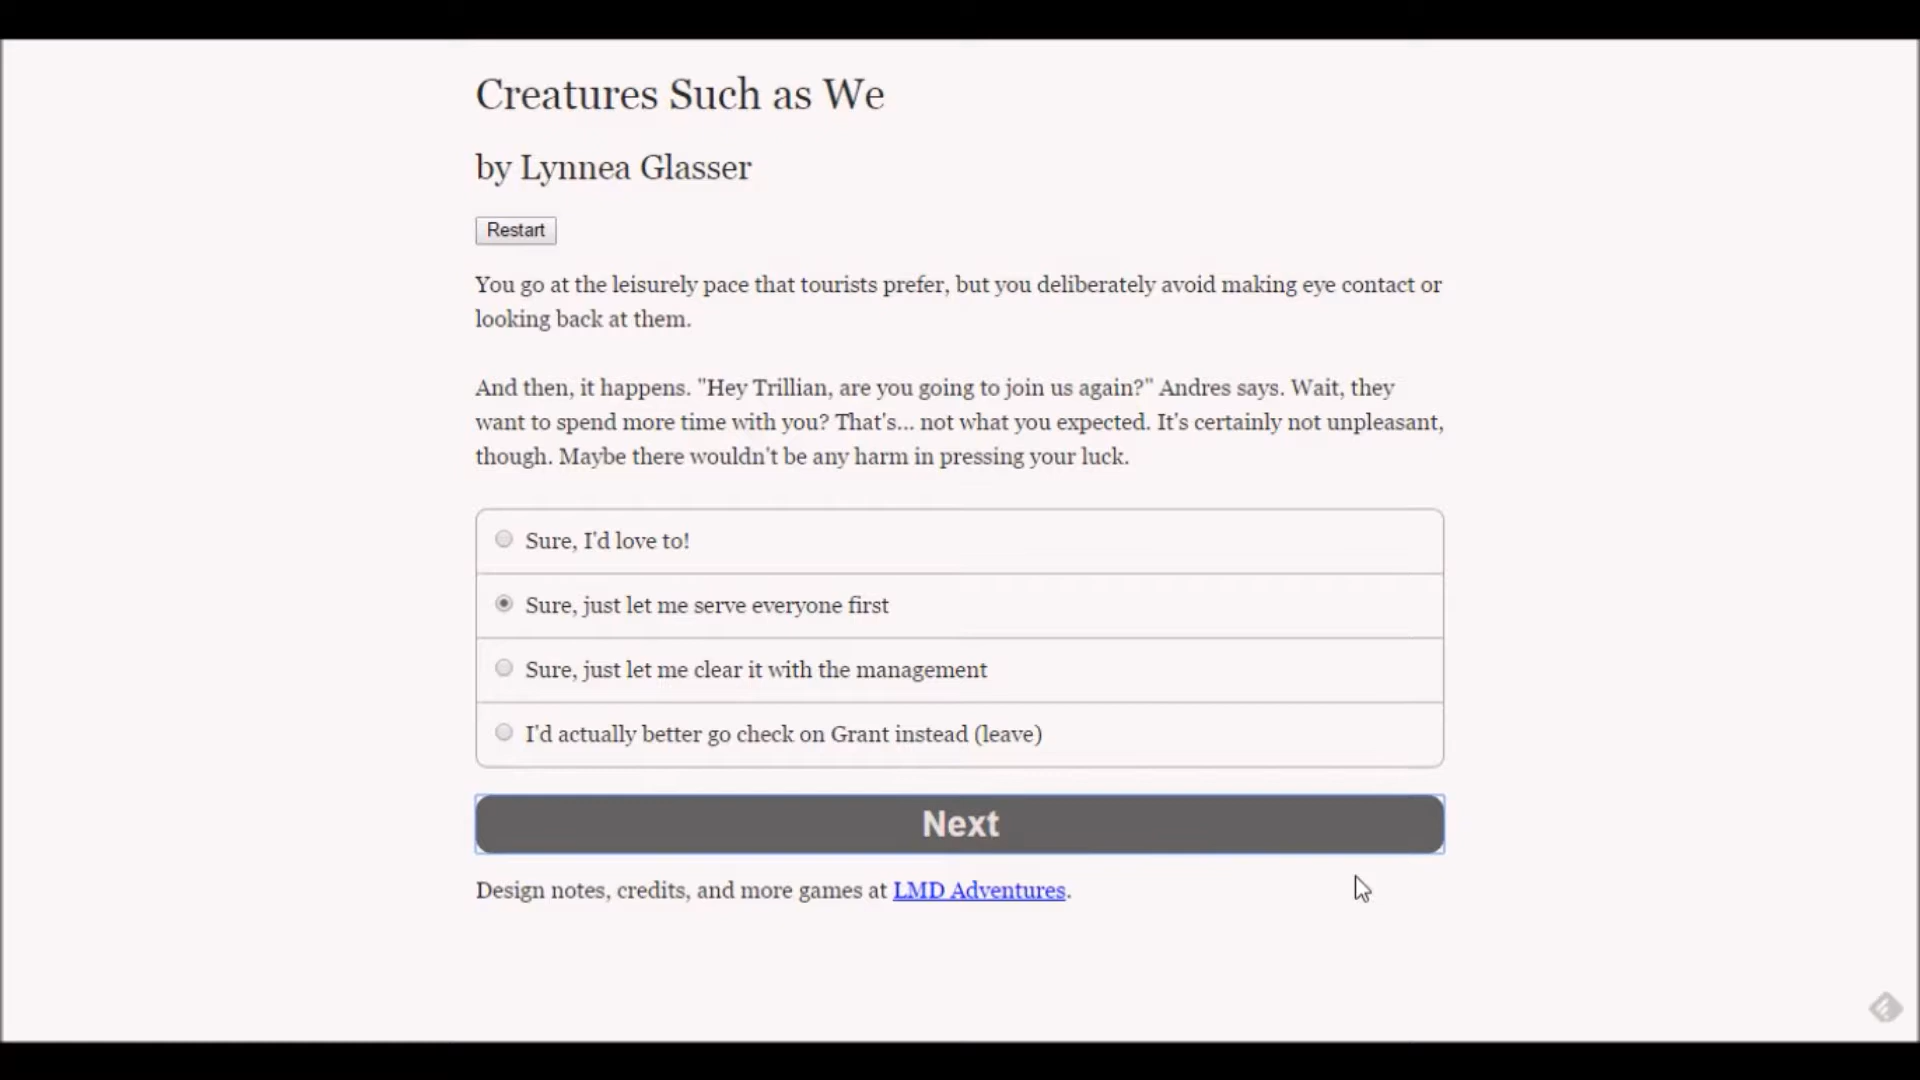 Creatures Such as We
by Lynnea Glasser
Restart
You go at the leisurely pace that tourists prefer, but you deliberately avoid making eye contact or
looking back at them.
And then, it happens. "Hey Trillian, are you going to join us again?" Andres says. Wait, they
want to spend more time with you? That's... not what you expected. It's certainly not unpleasant,
though. Maybe there wouldn't be any harm in pressing your luck.
Sure, I'd love to!
Sure, just let me serve everyone first
Sure, just let me clear it with the management
I'd actually better go check on Grant instead (leave)
Next
Design notes, credits, and more games at LMD Adventures.